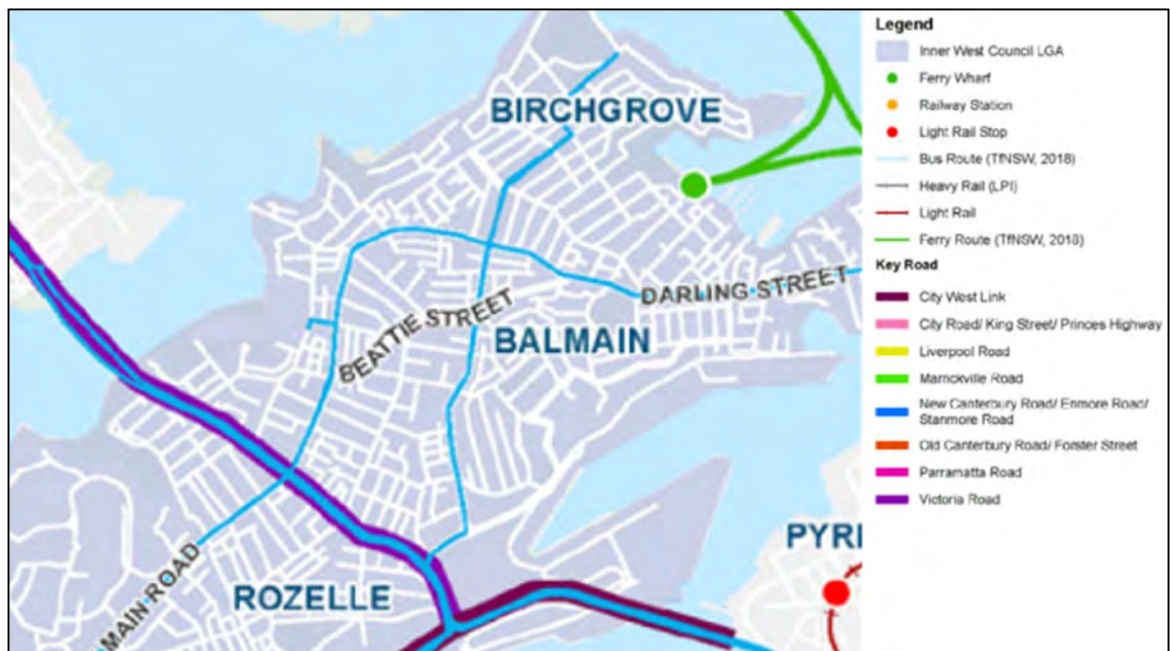 BIRCHGROVE
DARLING STREET
BEATTIE STREET
BALMAIN
PYRI
MAIN ROAD
ROZELLE
Legend
Inner West Council LGA
Ferry Wharf
Railway Station
Light Rail Stop
Bus Route (TfNSW, 2018)
Heavy Rail (LPI)
Light Rail
Ferry Route (TfNSW, 2018)
Key Road
City West Link
City Road/ King Street/ Princes Highway
Liverpool Road
Marrickville Road
New Canterbury Road/ Enmore Road/
Stanmore Road
Old Canterbury Road/ Forster Street
Parramatta Road
Victoria Road